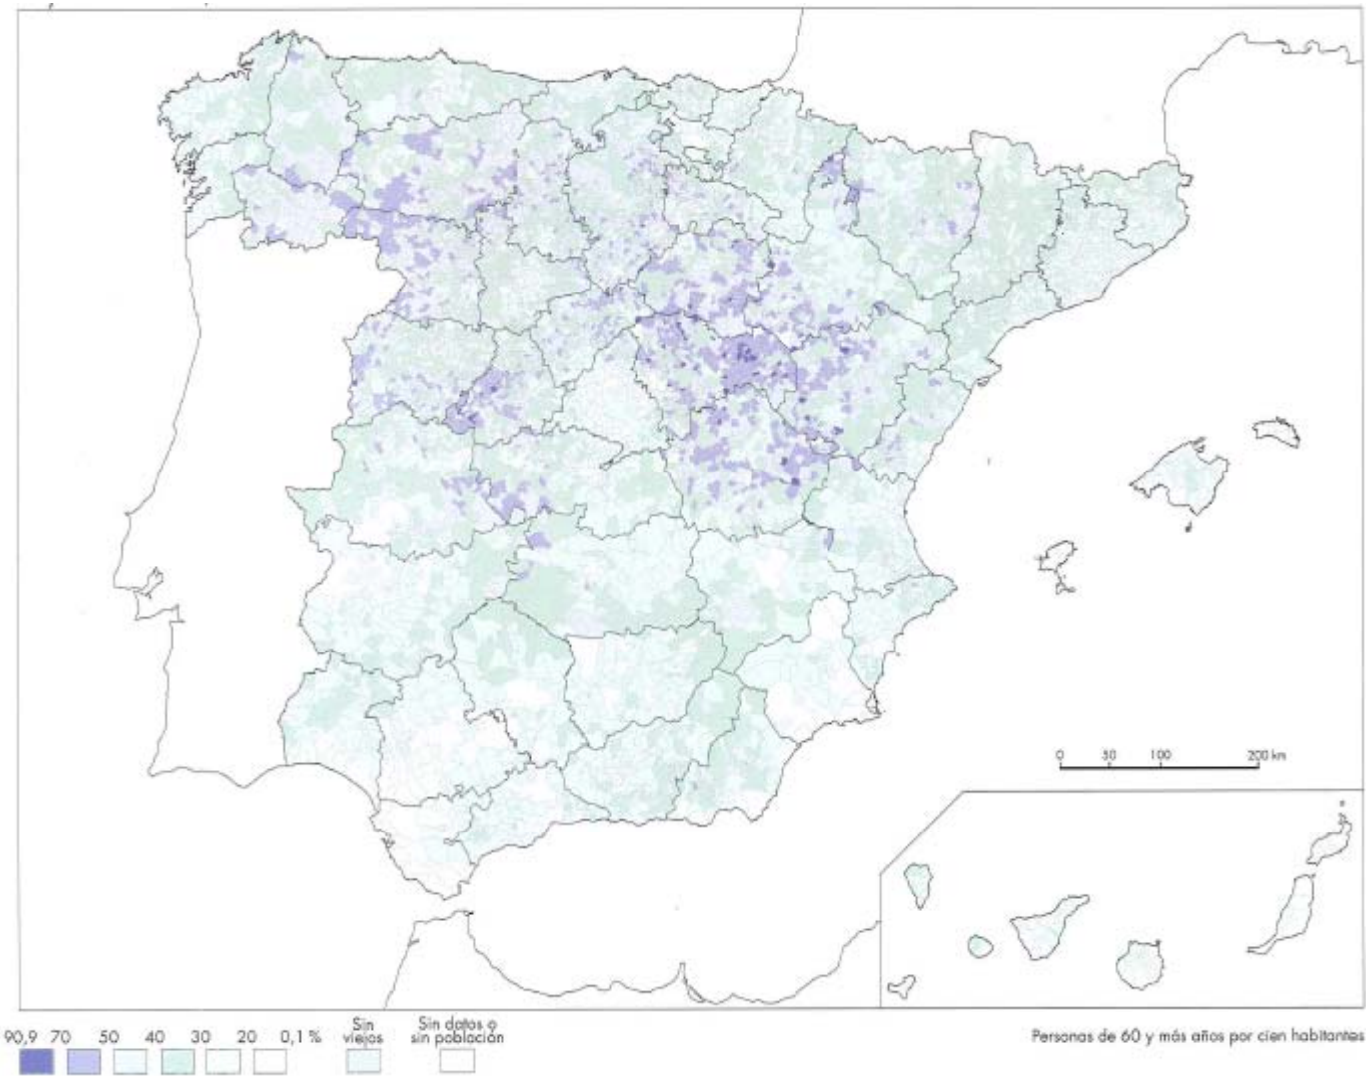 0 50 100 200 km
Sin viejos
Sin datos o sin población
90,9 70 50 40 30 20 0,1 %
Personas de 60 y más años por cien habitantes